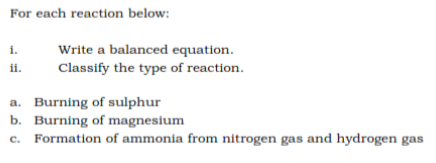 For each reaction below:
i. Write a balanced equation.
ii. Classify the type of reaction.
a. Burning of sulphur
b. Burning of magnesium
c. Formation of ammonia from nitrogen gas and hydrogen gas